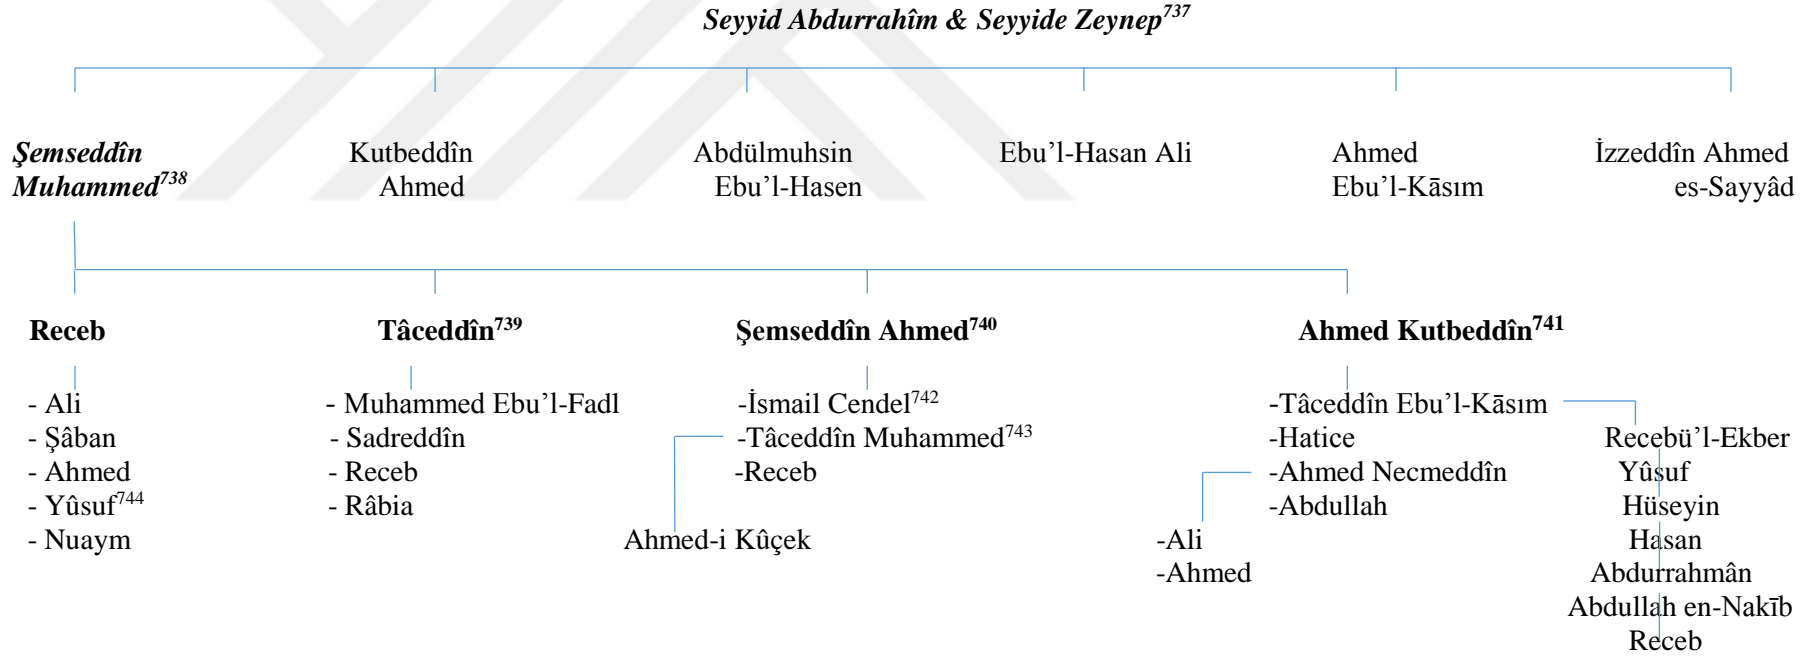 Seyyid Abdurrahîm & Seyyide Zeynep737
Şemseddîn Kutbeddîn Abdülmuhsin Ebu’l-Hasan Ali Ahmed İzzeddîn Ahmed
Muhammed738 Ahmed Ebu’l-Hasen Ebu’l-Kāsım es-Sayyâd
Receb Tâceddîn739 Şemseddîn Ahmed740 Ahmed Kutbeddîn741
- Ali - Muhammed Ebu’l-Fadl -İsmail Cendel742 -Tâceddîn Ebu’l-Kāsım
- Şâban - Sadreddîn -Tâceddîn Muhammed743 -Hatice Recebü’l-Ekber
- Ahmed - Receb -Receb -Ahmed Necmeddîn Yûsuf
- Yûsuf744 - Râbia -Abdullah Hüseyin
- Nuaym Ahmed-i Kûçek -Ali Hasan
-Ahmed Abdurrahmân
Abdullah en-Nakīb
Receb